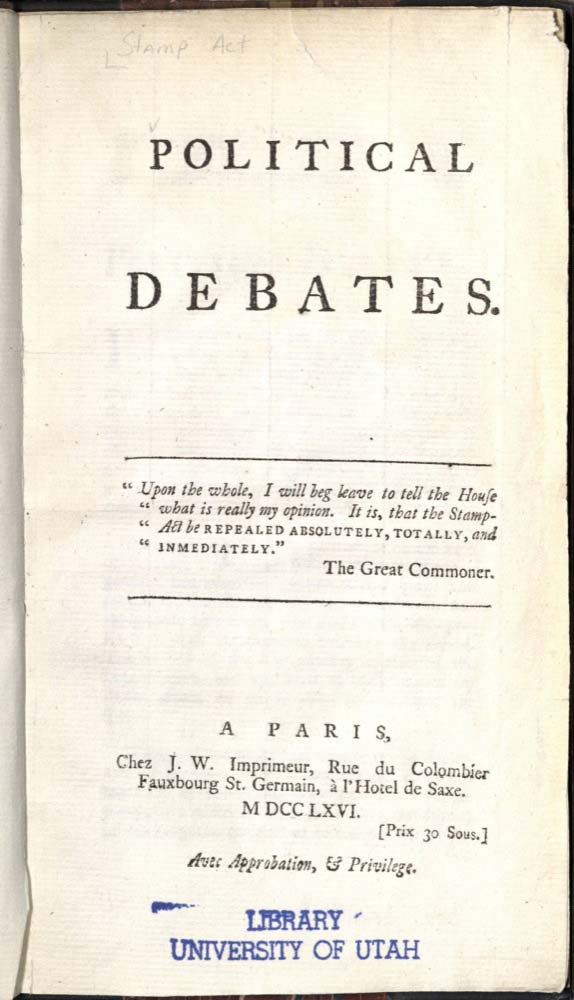 Stamp Act
POLITICAL
DEBATES.
“ Upon the whole, I will beg leave to tell the Houſe
“ what is really my opinion. It is, that the Stamp-
“ Act be REPEALED ABSOLUTELY, TOTALLY, and
“ INMEDIATELY.”
The Great Commoner.
A PARIS,
Chez J. W. Imprimeur, Rue du Colombier
Fauxbourg St. Germain, à l'Hotel de Saxe.
M DCC LXVI.
[Prix 30 Sous.]
Avec Approbation, & Privilege.
LIBRARY
UNIVERSITY OF UTAH